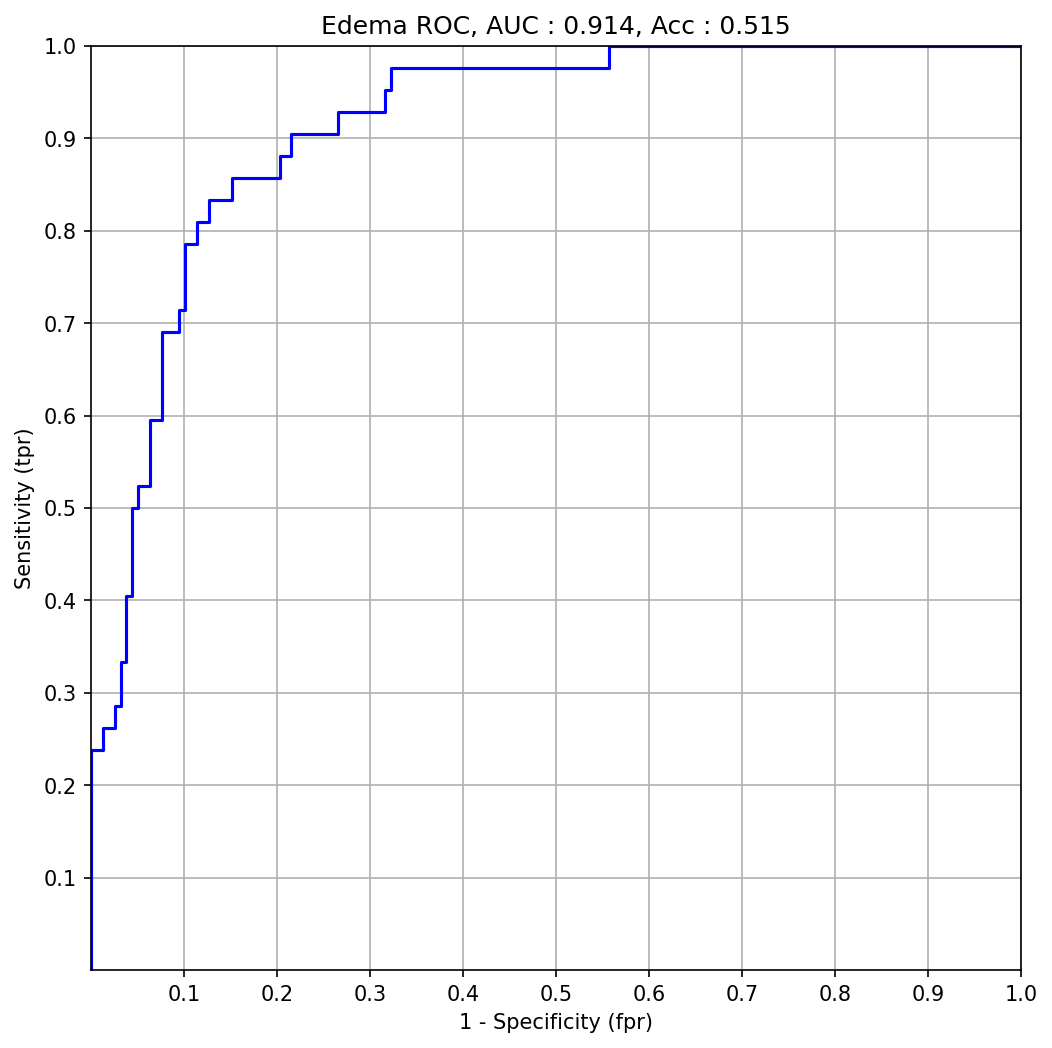 Edema ROC, AUC : 0.914, Acc : 0.515
1.0
0.9
0.8
0.7
0.6
0.5
0.4
0.3
0.2
0.1
Sensitivity (tpr)
0.1 0.2 0.3 0.4 0.5 0.6 0.7 0.8 0.9 1.0
1 - Specificity (fpr)